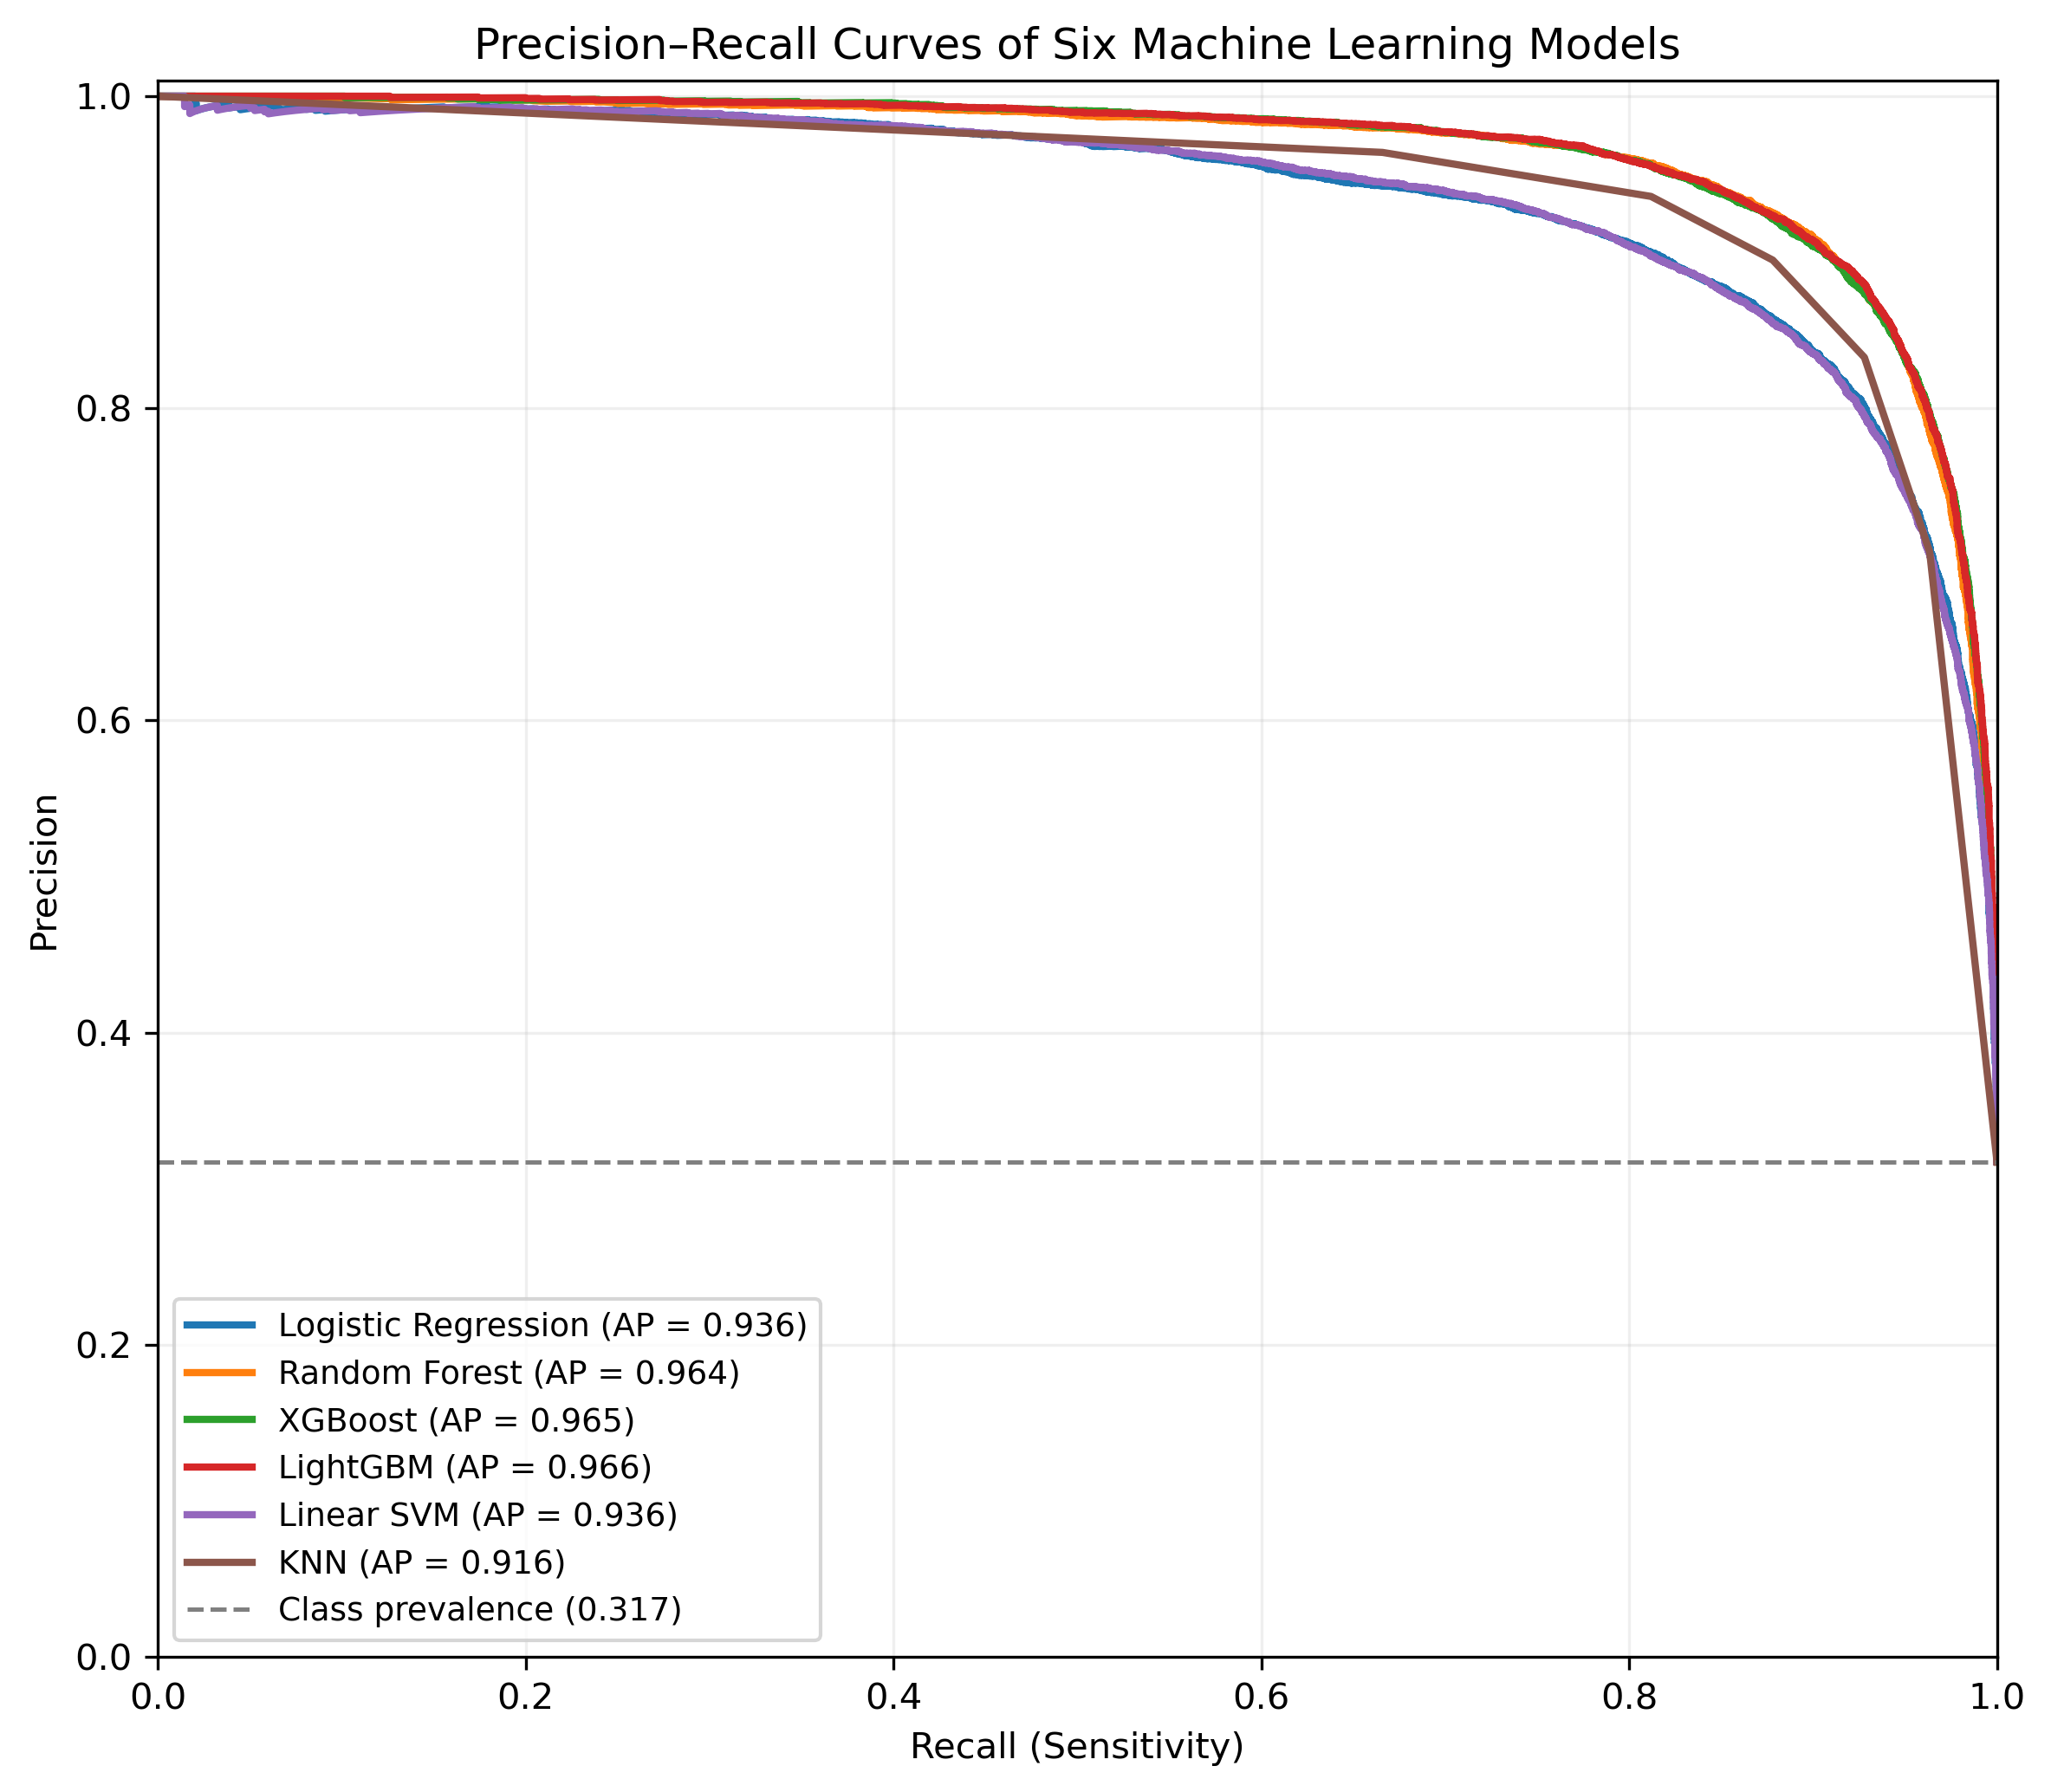 Precision–Recall Curves of Six Machine Learning Models
1.0
0.8
0.6
0.4
0.2
0.0
Precision
Logistic Regression (AP = 0.936)
Random Forest (AP = 0.964)
XGBoost (AP = 0.965)
LightGBM (AP = 0.966)
Linear SVM (AP = 0.936)
KNN (AP = 0.916)
Class prevalence (0.317)
0.0 0.2 0.4 0.6 0.8 1.0
Recall (Sensitivity)